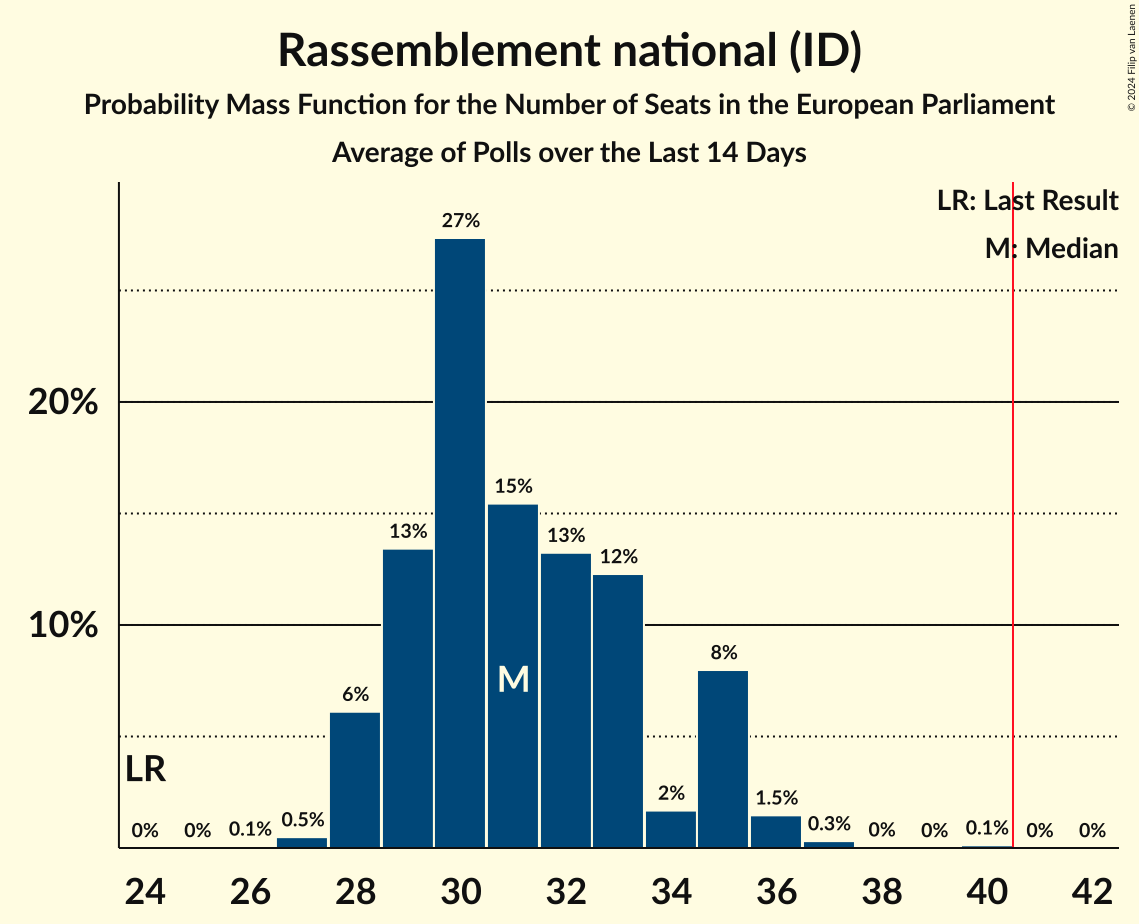 Rassemblement national (ID)
Probability Mass Function for the Number of Seats in the European Parliament
Average of Polls over the Last 14 Days
© 2024 Filip van Laenen
LR: Last Result
M: Median
27%
20%
15%
13%
13%
12%
10%
8%
M
6%
LR
2%
1.5%
0% 0% 0.1% 0.5% 0.3% 0% 0% 0.1% 0% 0%
24 26 28 30 32 34 36 38 40 42